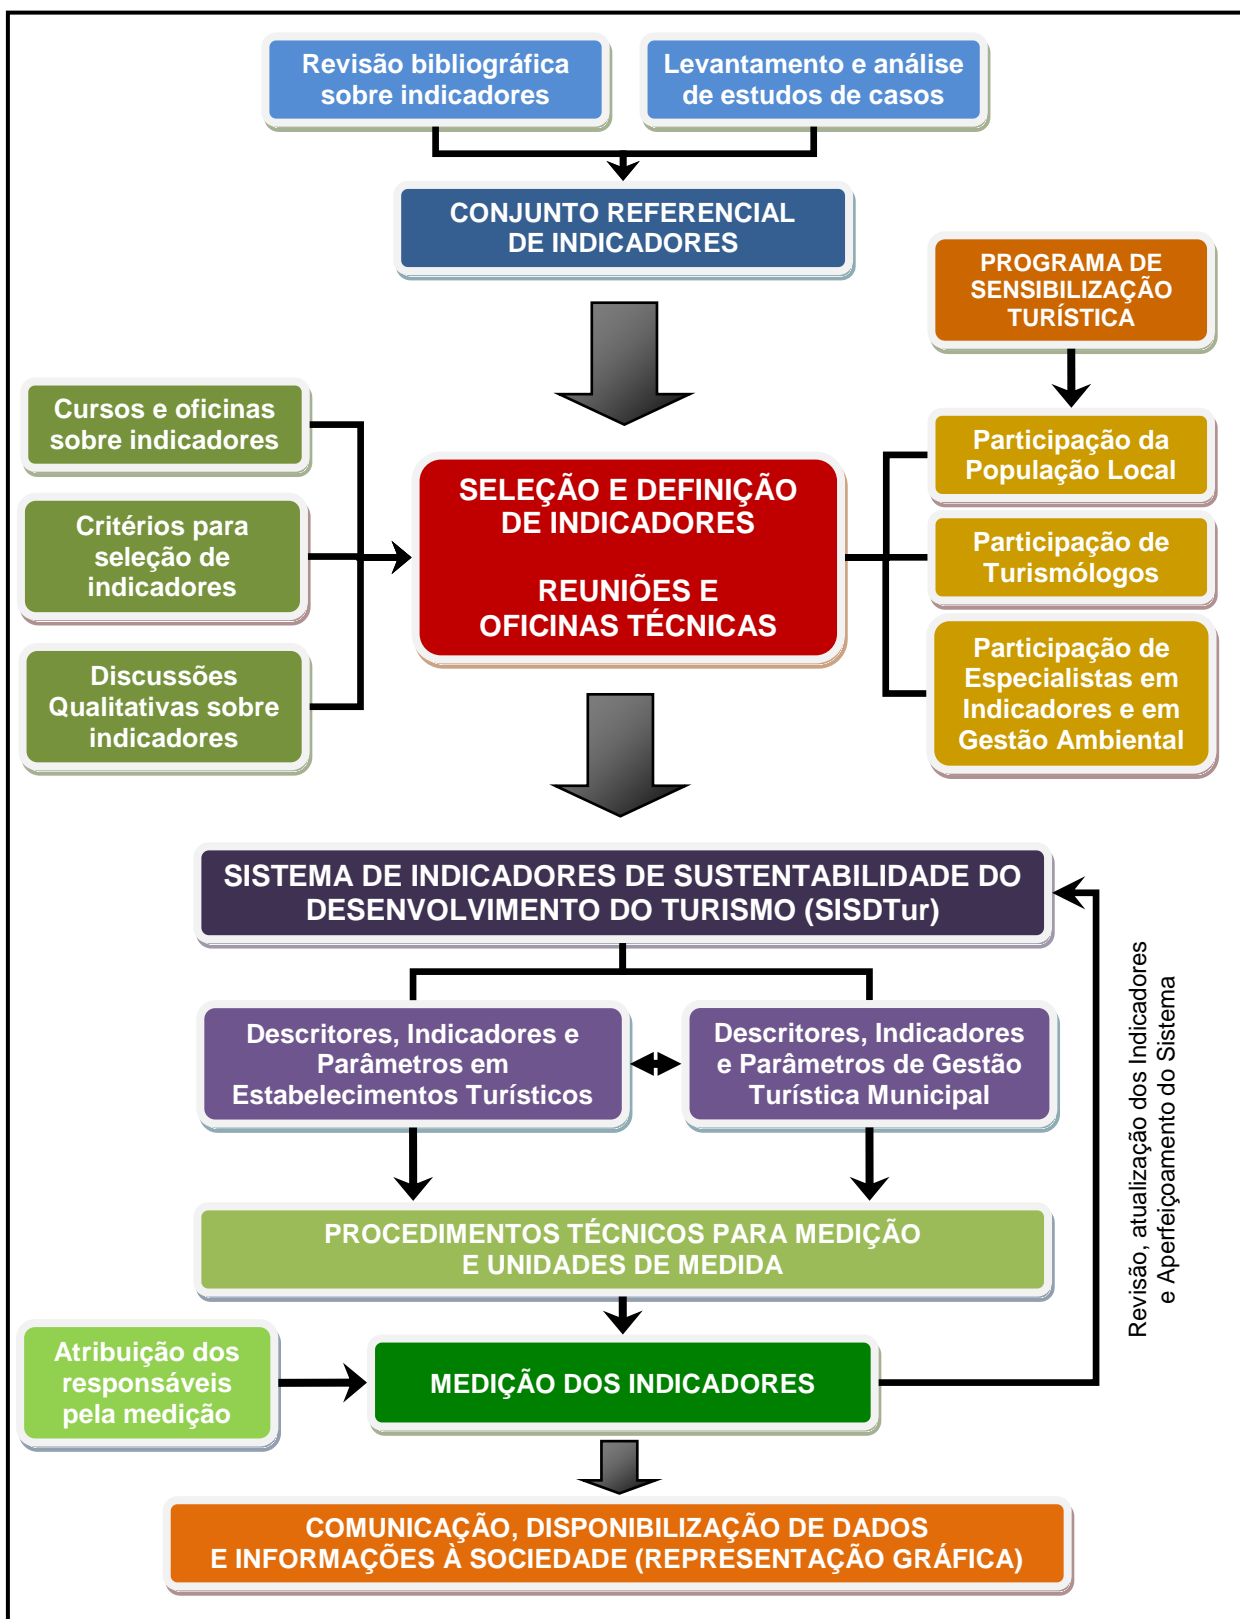 Revisão bibliográfica
sobre indicadores
Levantamento e análise
de estudos de casos
CONJUNTO REFERENCIAL
DE INDICADORES
PROGRAMA DE
SENSIBILIZAÇÃO
TURÍSTICA
Cursos e oficinas
sobre indicadores
Critérios para
seleção de
indicadores
Discussões
Qualitativas sobre
indicadores
SELEÇÃO E DEFINIÇÃO
DE INDICADORES
REUNIÕES E
OFICINAS TÉCNICAS
Participação da
População Local
Participação de
Turismólogos
Participação de
Especialistas em
Indicadores e em
Gestão Ambiental
SISTEMA DE INDICADORES DE SUSTENTABILIDADE DO
DESENVOLVIMENTO DO TURISMO (SISDTur)
Descritores, Indicadores e
Parâmetros em
Estabelecimentos Turísticos
Descritores, Indicadores
e Parâmetros de Gestão
Turística Municipal
Revisão, atualização dos Indicadores
e Aperfeiçoamento do Sistema
PROCEDIMENTOS TÉCNICOS PARA MEDIÇÃO
E UNIDADES DE MEDIDA
Atribuição dos
responsáveis
pela medição
MEDIÇÃO DOS INDICADORES
COMUNICAÇÃO, DISPONIBILIZAÇÃO DE DADOS
E INFORMAÇÕES À SOCIEDADE (REPRESENTAÇÃO GRÁFICA)